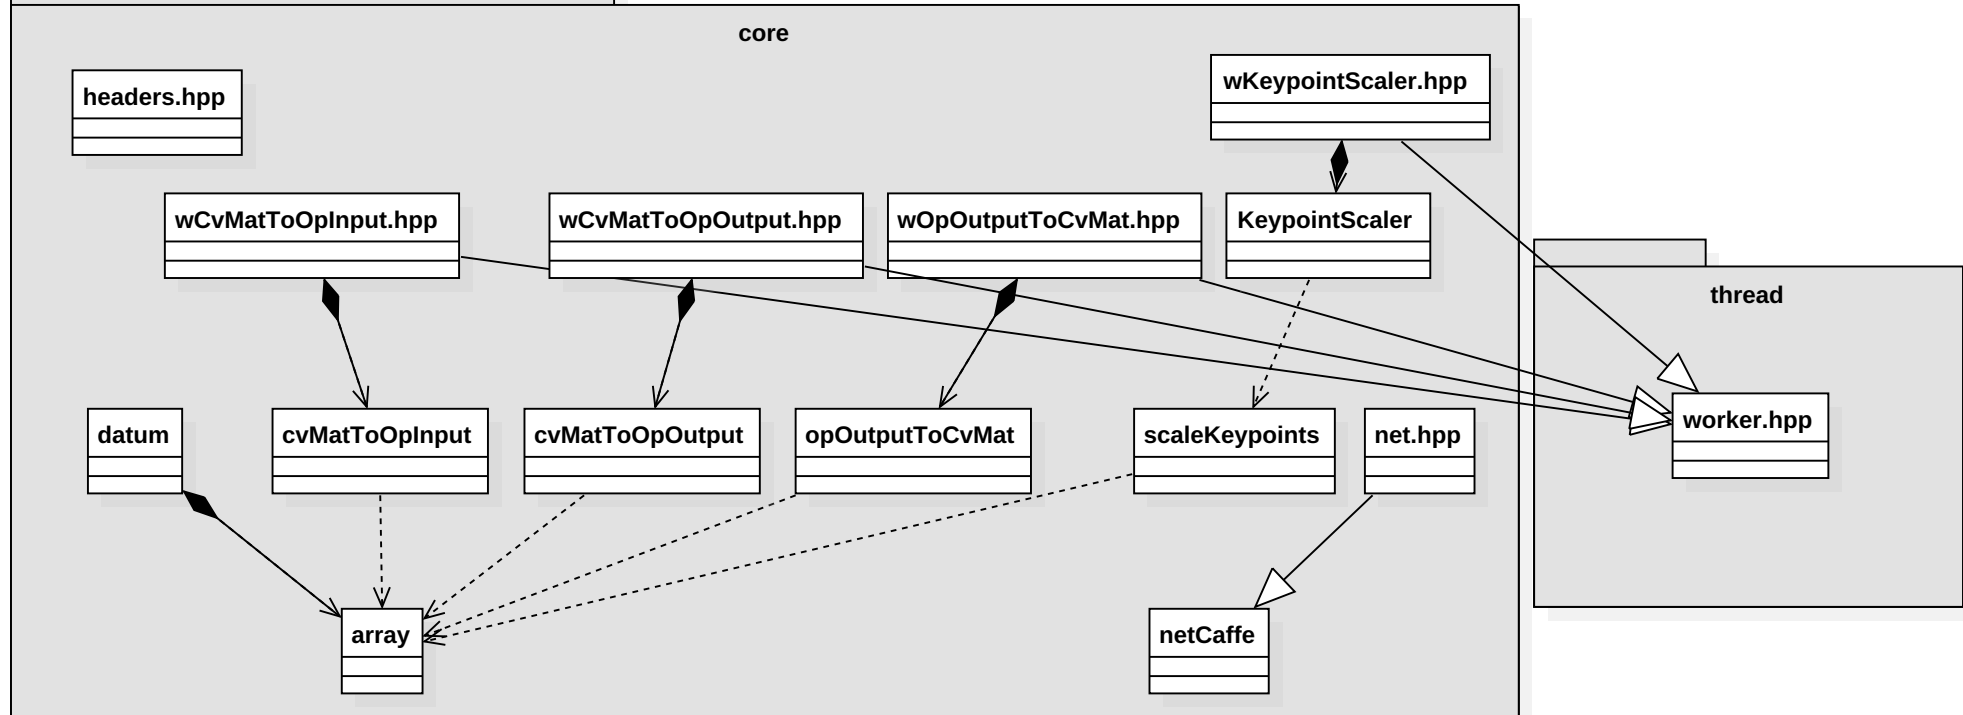 core
wKeypointScaler.hpp
headers.hpp
wCvMatToOpInput.hpp
wCvMatToOpOutput.hpp
wOpOutputToCvMat.hpp
KeypointScaler
thread
datum
cvMatToOpInput
cvMatToOpOutput
opOutputToCvMat
scaleKeypoints
net.hpp
worker.hpp
array
netCaffe